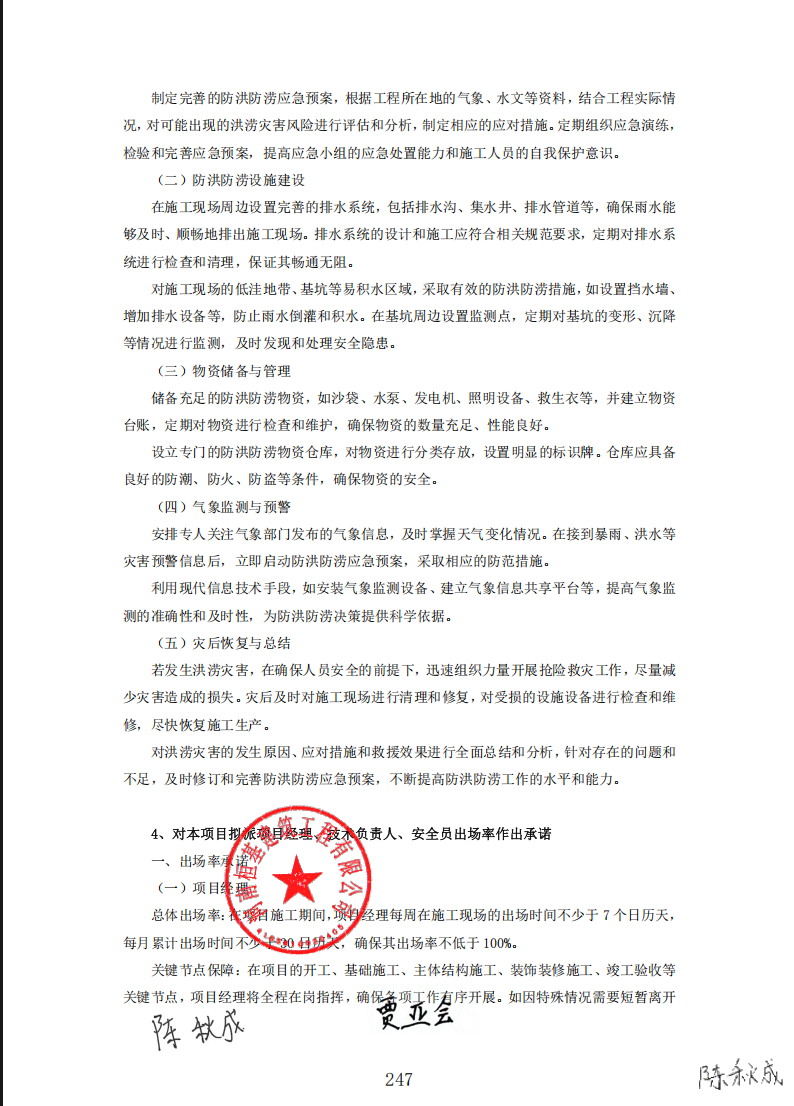 制定完善的防洪防涝应急预案，根据工程所在地的气象、水文等资料，结合工程实际情
况，对可能出现的洪涝灾害风险进行评估和分析，制定相应的应对措施。定期组织应急演练，
检验和完善应急预案，提高应急小组的应急处置能力和施工人员的自我保护意识。
（二）防洪防涝设施建设
在施工现场周边设置完善的排水系统，包括排水沟、集水井、排水管道等，确保雨水能
够及时、顺畅地排出施工现场。排水系统的设计和施工应符合相关规范要求，定期对排水系
统进行检查和清理，保证其畅通无阻。
对施工现场的低洼地带、基坑等易积水区域，采取有效的防洪防涝措施，如设置挡水墙、
增加排水设备等，防止雨水倒灌和积水。在基坑周边设置监测点，定期对基坑的变形、沉降
等情况进行监测，及时发现和处理安全隐患。
（三）物资储备与管理
储备充足的防洪防涝物资，如沙袋、水泵、发电机、照明设备、救生衣等，并建立物资
台账，定期对物资进行检查和维护，确保物资的数量充足、性能良好。
设立专门的防洪防涝物资仓库，对物资进行分类存放，设置明显的标识牌。仓库应具备
良好的防潮、防火、防盗等条件，确保物资的安全。
（四）气象监测与预警
安排专人关注气象部门发布的气象信息，及时掌握天气变化情况。在接到暴雨、洪水等
灾害预警信息后，立即启动防洪防涝应急预案，采取相应的防范措施。
利用现代信息技术手段，如安装气象监测设备、建立气象信息共享平台等，提高气象监
测的准确性和及时性，为防洪防涝决策提供科学依据。
（五）灾后恢复与总结
若发生洪涝灾害，在确保人员安全的前提下，迅速组织力量开展抢险救灾工作，尽量减
少灾害造成的损失。灾后及时对施工现场进行清理和修复，对受损的设施设备进行检查和维
修，尽快恢复施工生产。
对洪涝灾害的发生原因、应对措施和救援效果进行全面总结和分析，针对存在的问题和
不足，及时修订和完善防洪防涝应急预案，不断提高防洪防涝工作的水平和能力。
4、对本项目拟派项目经理、技术负责人、安全员出场率作出承诺
一、出场率承诺
（一）项目经理
总体出场率：在项目施工期间，项目经理每周在施工现场的出场时间不少于 7 个日历天，
每月累计出场时间不少于 30 日历天，确保其出场率不低于 100%。
关键节点保障：在项目的开工、基础施工、主体结构施工、装饰装修施工、竣工验收等
关键节点，项目经理将全程在岗指挥，确保各项工作有序开展。如因特殊情况需要短暂离开
河南恒基建筑工程有限公司
陈秋成
贾亚会
陈秋成
247